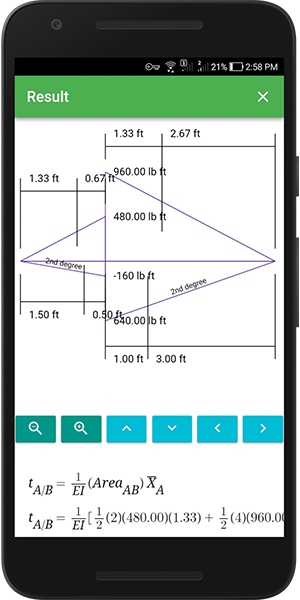 21% 2:58 PM
Result
1.33 ft 2.67 ft
960.00 lb ft
1.33 ft 0.67 ft
480.00 lb ft
2nd degree
-160 lb ft
2nd degree
1.50 ft 0.50 ft
640.00 lb ft
1.00 ft 3.00 ft
t_{A/B} = \frac{1}{EI}(Area_{AB}) \overline{X}_A
t_{A/B} = \frac{1}{EI}[\frac{1}{2}(2)(480.00)(1.33) + \frac{1}{2}(4)(960.00